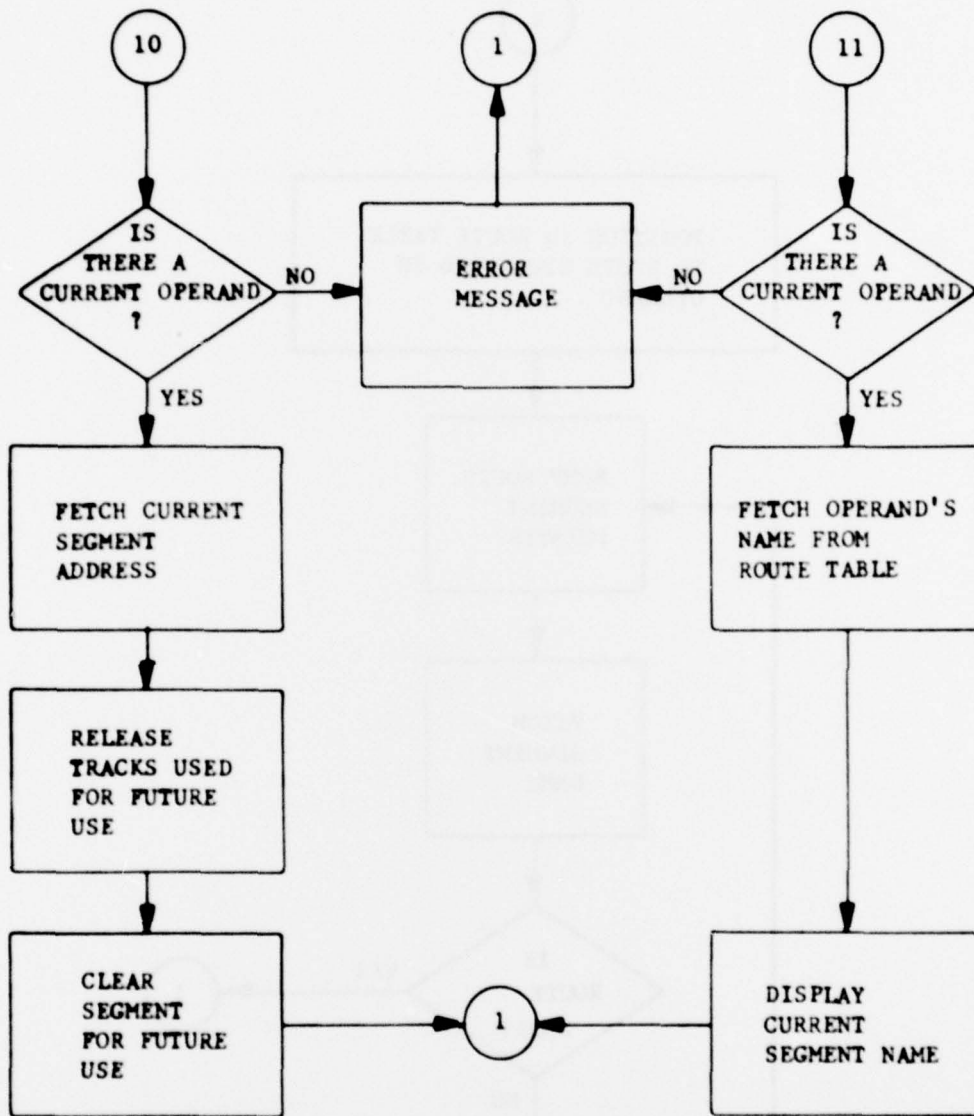 10
1
11
IS
THERE A
CURRENT OPERAND
?
NO
ERROR
MESSAGE
NO
IS
THERE A
CURRENT OPERAND
?
YES
YES
FETCH CURRENT
SEGMENT
ADDRESS
FETCH OPERAND'S
NAME FROM
ROUTE TABLE
RELEASE
TRACKS USED
FOR FUTURE
USE
CLEAR
SEGMENT
FOR FUTURE
USE
1
DISPLAY
CURRENT
SEGMENT NAME